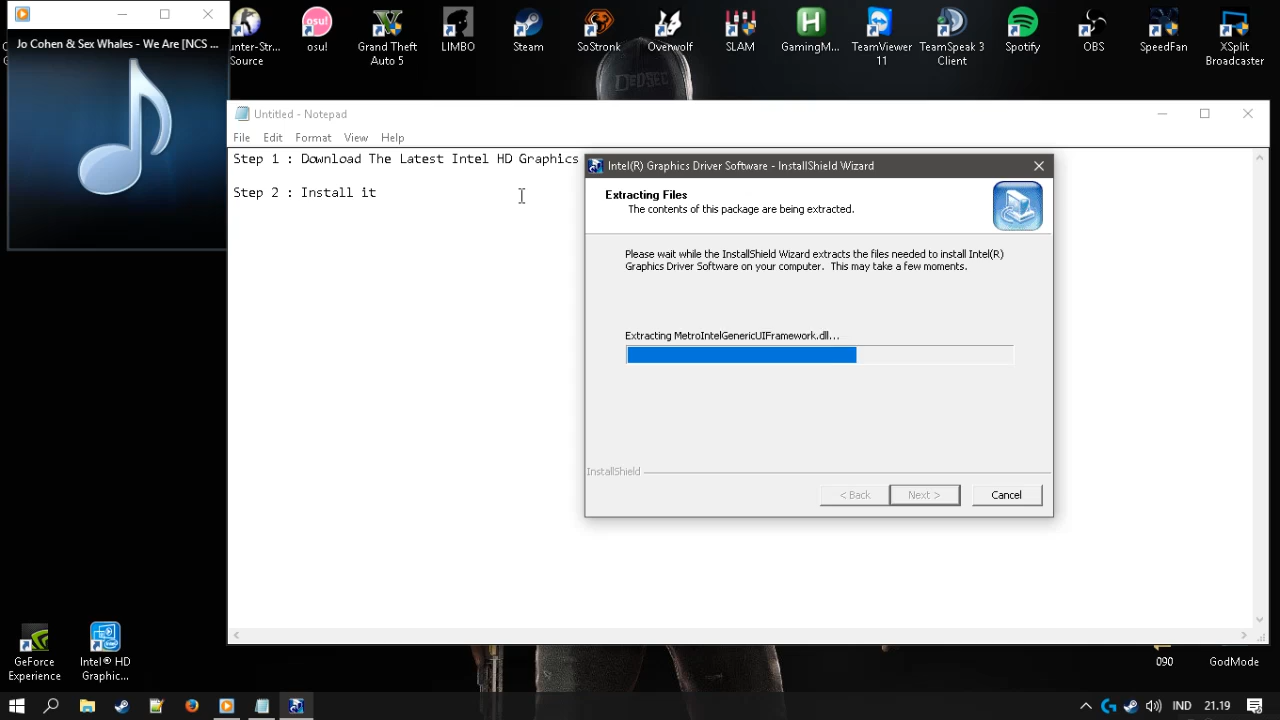 unter-Str...
Source
osu!
Grand Theft
Auto 5
LIMBO
Steam
SoStronk
Overwolf
SLAM
GamingM...
TeamViewer
11
TeamSpeak 3
Client
Spotify
OBS
SpeedFan
XSplit
Broadcaster
Jo Cohen & Sex Whales - We Are [NCS ...
DEDSEC
Untitled - Notepad
File Edit Format View Help
Step 1 : Download The Latest Intel HD Graphics
Step 2 : Install it
Intel(R) Graphics Driver Software - InstallShield Wizard
Extracting Files
The contents of this package are being extracted.
Please wait while the InstallShield Wizard extracts the files needed to install Intel(R)
Graphics Driver Software on your computer. This may take a few moments.
Extracting MetroIntelGenericUIFramework.dll...
InstallShield
< Back Next > Cancel
GeForce
Experience
Intel® HD
Graphic...
090
GodMode
IND 21.19